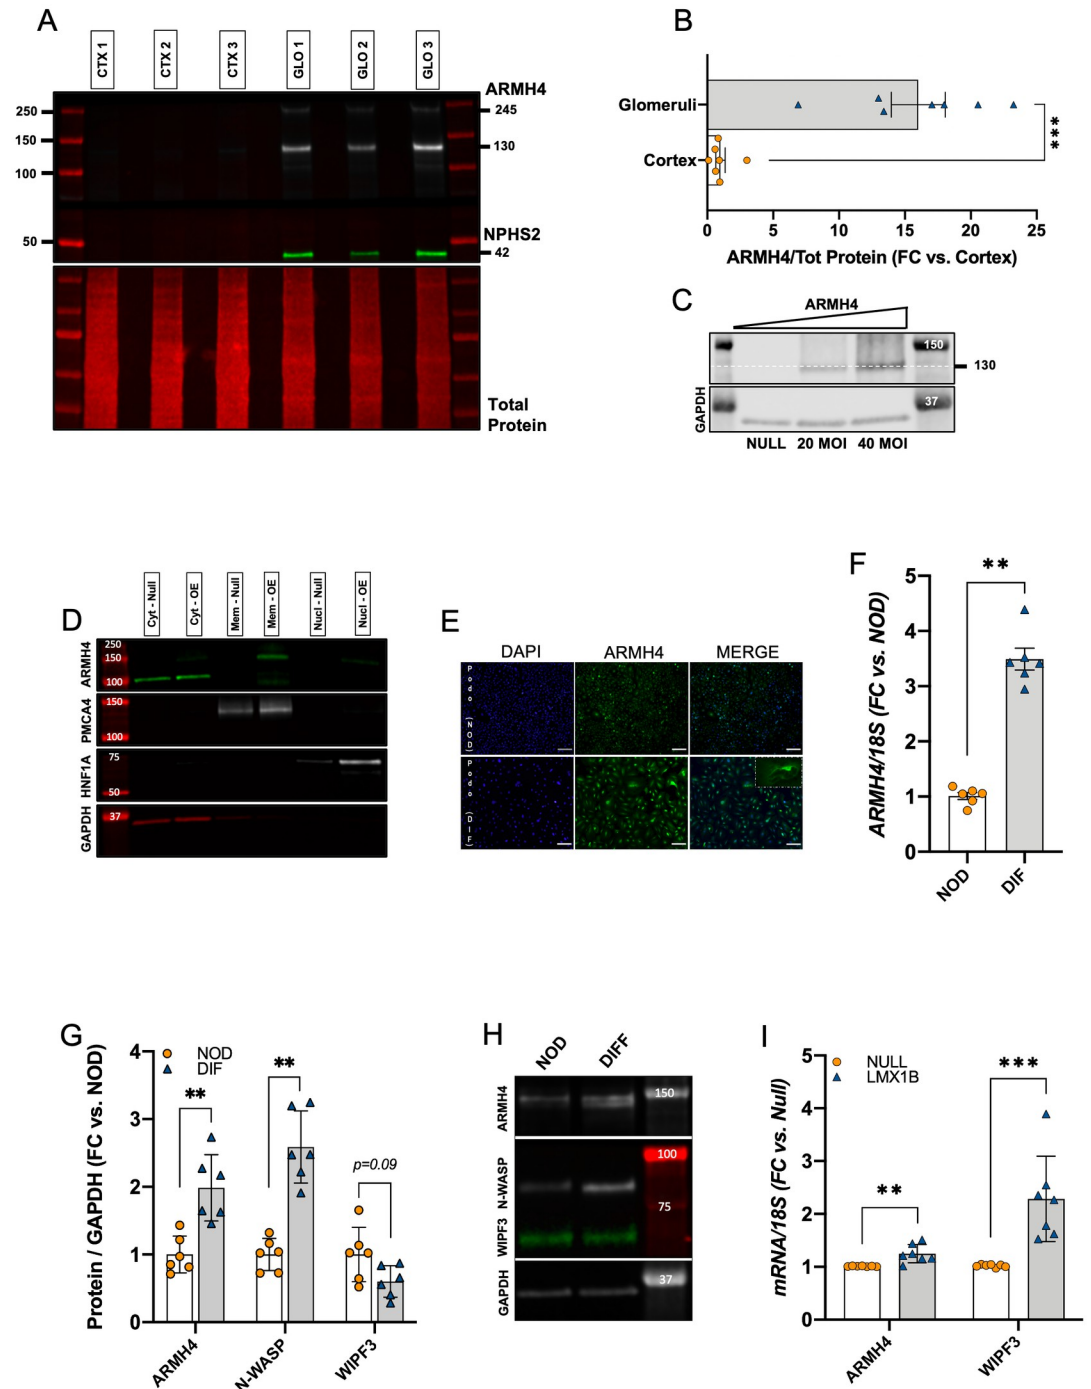 A
CTX 1
CTX 2
CTX 3
GLO 1
GLO 2
GLO 3
ARMH4
250
245
150
130
100
NPHS2
50
42
Total
Protein
B
Glomeruli
Cortex
***
0 5 10 15 20 25
ARMH4/Tot Protein (FC vs. Cortex)
C
ARMH4
150
130
GAPDH
37
NULL 20 MOI 40 MOI
D
Cyt - Null
Cyt - OE
Mem - Null
Mem - OE
Nucl - Null
Nucl - OE
ARMH4
250
150
100
PMCA4
150
100
HNF1A
75
50
GAPDH
37
E
DAPI ARMH4 MERGE
Podo (NOD)
Podo (DIF)
F
ARMH4/18S (FC vs. NOD)
5
4
3
2
1
0
**
NOD
DIF
G
Protein / GAPDH (FC vs. NOD)
NOD
DIF
4
3
2
1
0
**
**
p=0.09
ARMH4
N-WASP
WIPF3
H
NOD
DIFF
ARMH4
150
N-WASP
100
75
WIPF3
GAPDH
37
I
mRNA/18S (FC vs. Null)
NULL
LMX1B
5
4
3
2
1
0
**
***
ARMH4
WIPF3